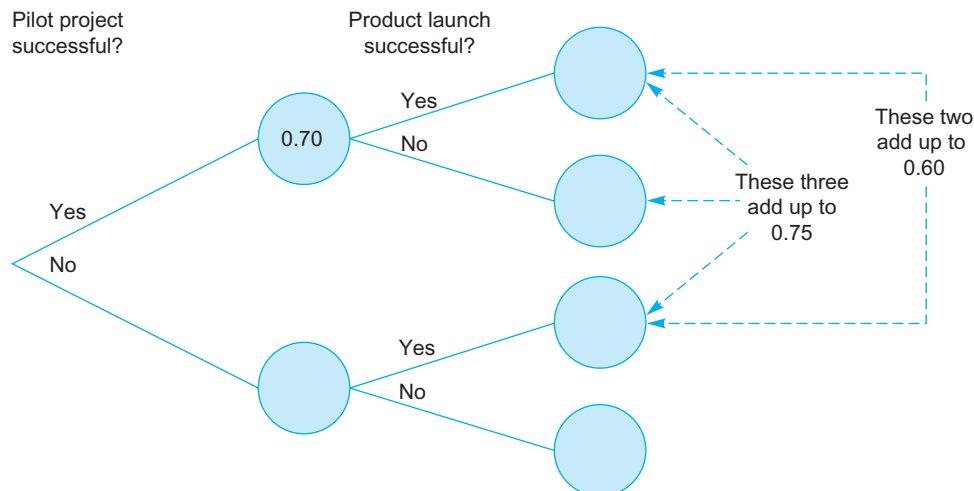 Pilot project
successful?
Product launch
successful?
Yes
No
0.70
Yes
No
Yes
No
These three
add up to
0.75
These two
add up to
0.60